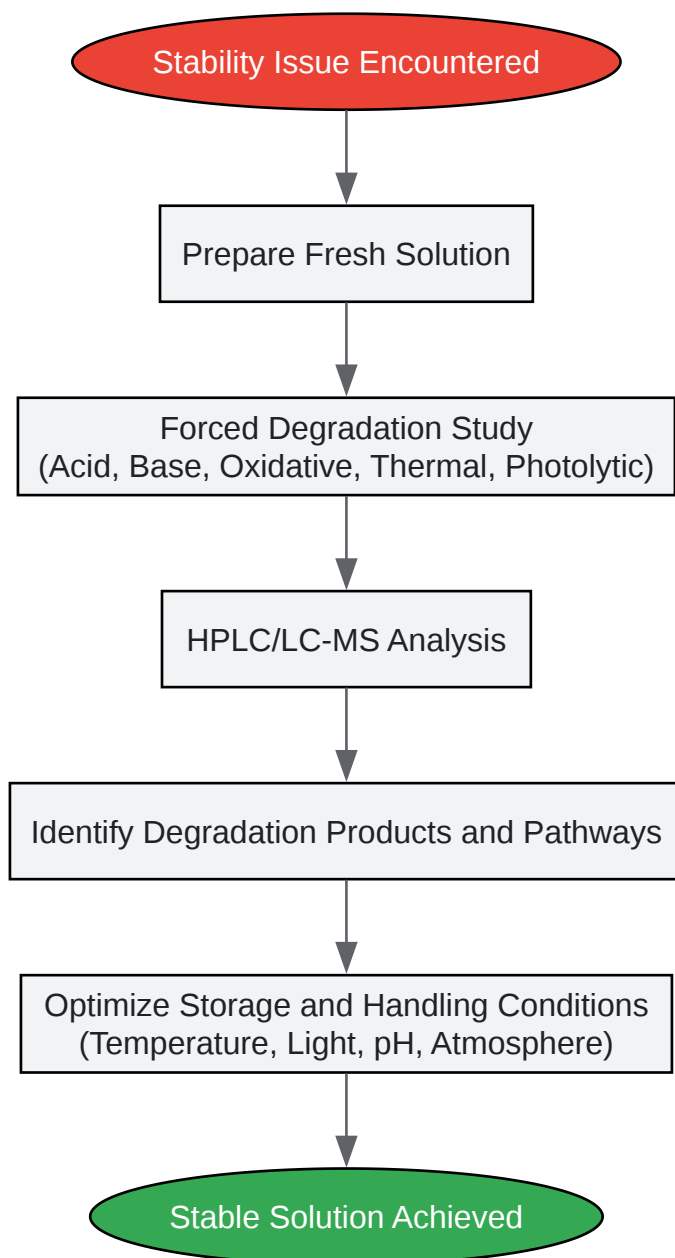 Stability Issue Encountered
Prepare Fresh Solution
Forced Degradation Study
(Acid, Base, Oxidative, Thermal, Photolytic)
HPLC/LC-MS Analysis
Identify Degradation Products and Pathways
Optimize Storage and Handling Conditions
(Temperature, Light, pH, Atmosphere)
Stable Solution Achieved